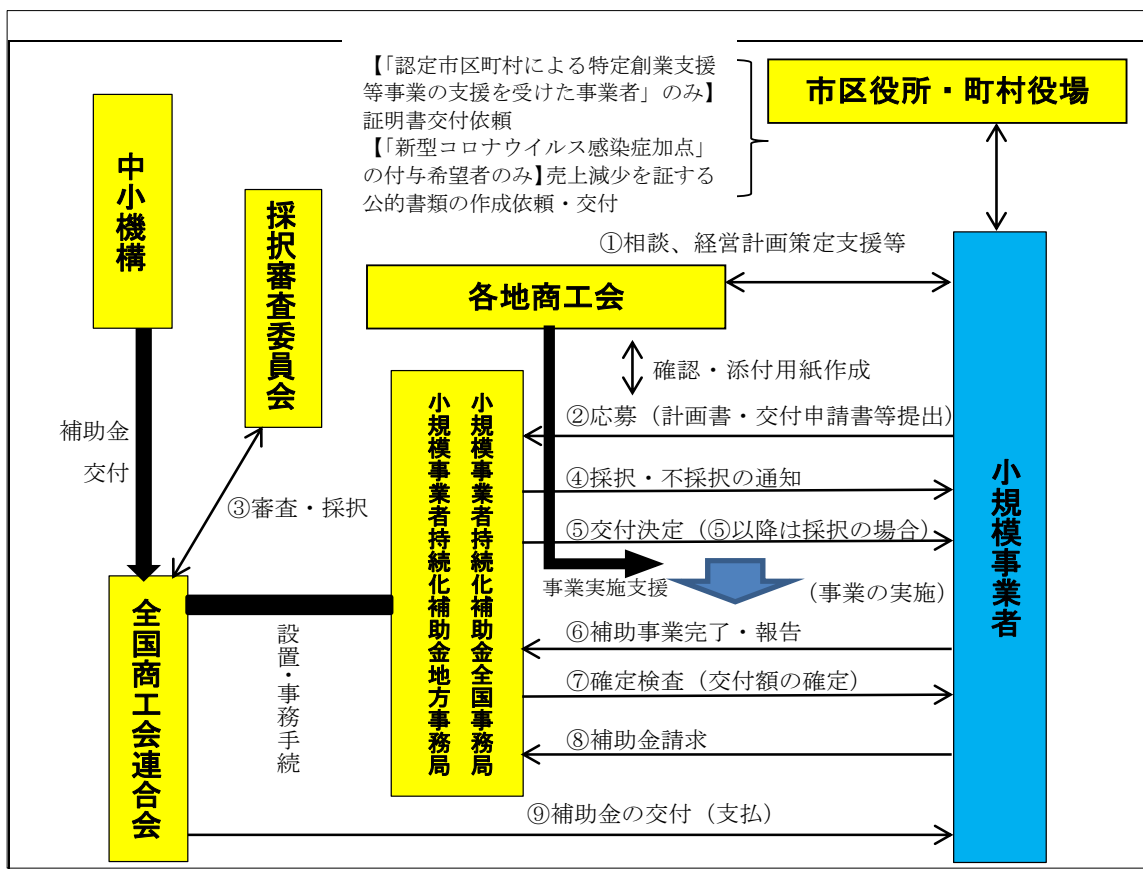 【「認定市区町村による特定創業支援
等事業の支援を受けた事業者」のみ】
証明書交付依頼
【「新型コロナウイルス感染症加点」
の付与希望者のみ】売上減少を証する
公的書類の作成依頼・交付
市区役所・町村役場
中小機構
採択審査委員会
①相談、経営計画策定支援等
各地商工会
確認・添付用紙作成
補助金
交付
③審査・採択
小規模事業者持続化補助金全国事務局
小規模事業者持続化補助金地方事務局
②応募（計画書・交付申請書等提出）
④採択・不採択の通知
⑤交付決定（⑤以降は採択の場合）
事業実施支援
（事業の実施）
⑥補助事業完了・報告
⑦確定検査（交付額の確定）
⑧補助金請求
⑨補助金の交付（支払）
全国商工会連合会
設置・事務手続
小規模事業者